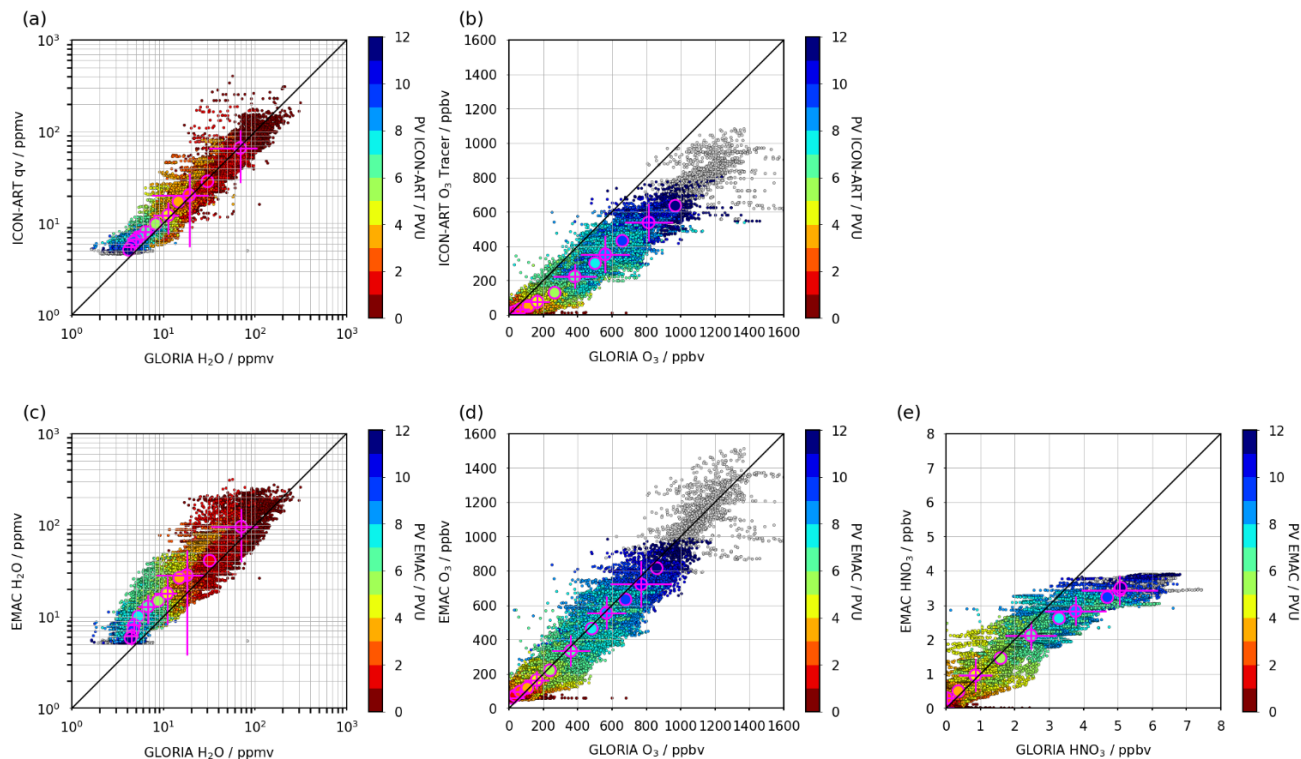 (a)
10³
10²
10¹
10⁰
ICON-ART qv / ppmv
10⁰ 10¹ 10² 10³
GLORIA H₂O / ppmv
12
10
8
6
4
2
0
PV ICON-ART / PVU
(b)
1600
1400
1200
1000
800
600
400
200
0
ICON-ART O₃ Tracer / ppbv
0 200 400 600 800 1000 1200 1400 1600
GLORIA O₃ / ppbv
12
10
8
6
4
2
0
PV ICON-ART / PVU
(c)
10³
10²
10¹
10⁰
EMAC H₂O / ppmv
10⁰ 10¹ 10² 10³
GLORIA H₂O / ppmv
12
10
8
6
4
2
0
PV EMAC / PVU
(d)
1600
1400
1200
1000
800
600
400
200
0
EMAC O₃ / ppbv
0 200 400 600 800 1000 1200 1400 1600
GLORIA O₃ / ppbv
12
10
8
6
4
2
0
PV EMAC / PVU
(e)
8
7
6
5
4
3
2
1
0
EMAC HNO₃ / ppbv
0 1 2 3 4 5 6 7 8
GLORIA HNO₃ / ppbv
12
10
8
6
4
2
0
PV EMAC / PVU